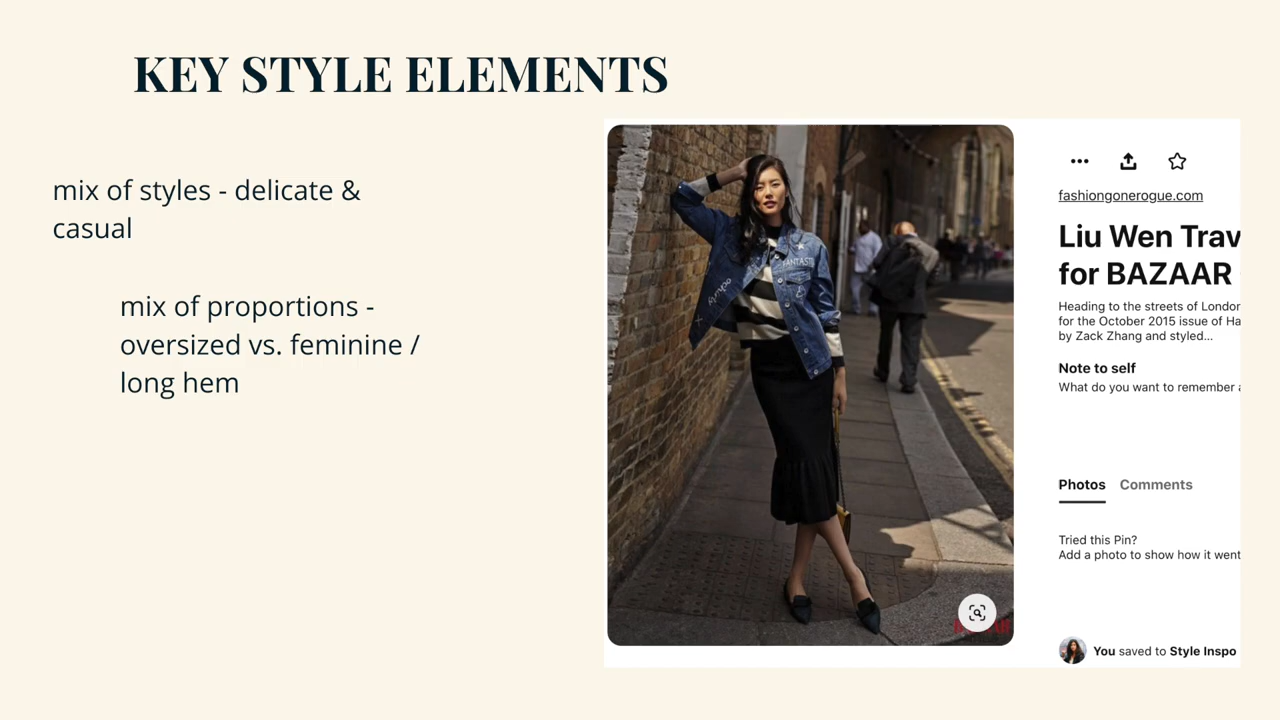 KEY STYLE ELEMENTS
mix of styles - delicate &
casual
mix of proportions -
oversized vs. feminine /
long hem
FANTAST
fashiongonerogue.com
Liu Wen Trav
for BAZAAR
Heading to the streets of London
for the October 2015 issue of Ha
by Zack Zhang and styled...
Note to self
What do you want to remember a
Photos Comments
Tried this Pin?
Add a photo to show how it went
You saved to Style Inspo